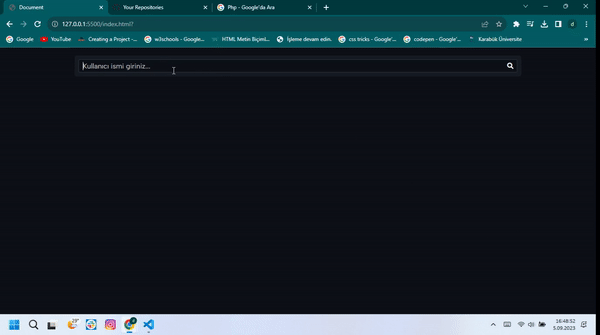 Document
Your Repositories
Php - Google'da Ara
127.0.0.1:5500/index.html?
d
Google
YouTube
Creating a Project -...
w3schools - Google...
HTML Metin Biçiml...
İşleme devam edin.
css tricks - Google'...
codepen - Google'...
Karabük Üniversite
»
Kullanıcı ismi giriniz...
29°
16:48:52
5.09.2023